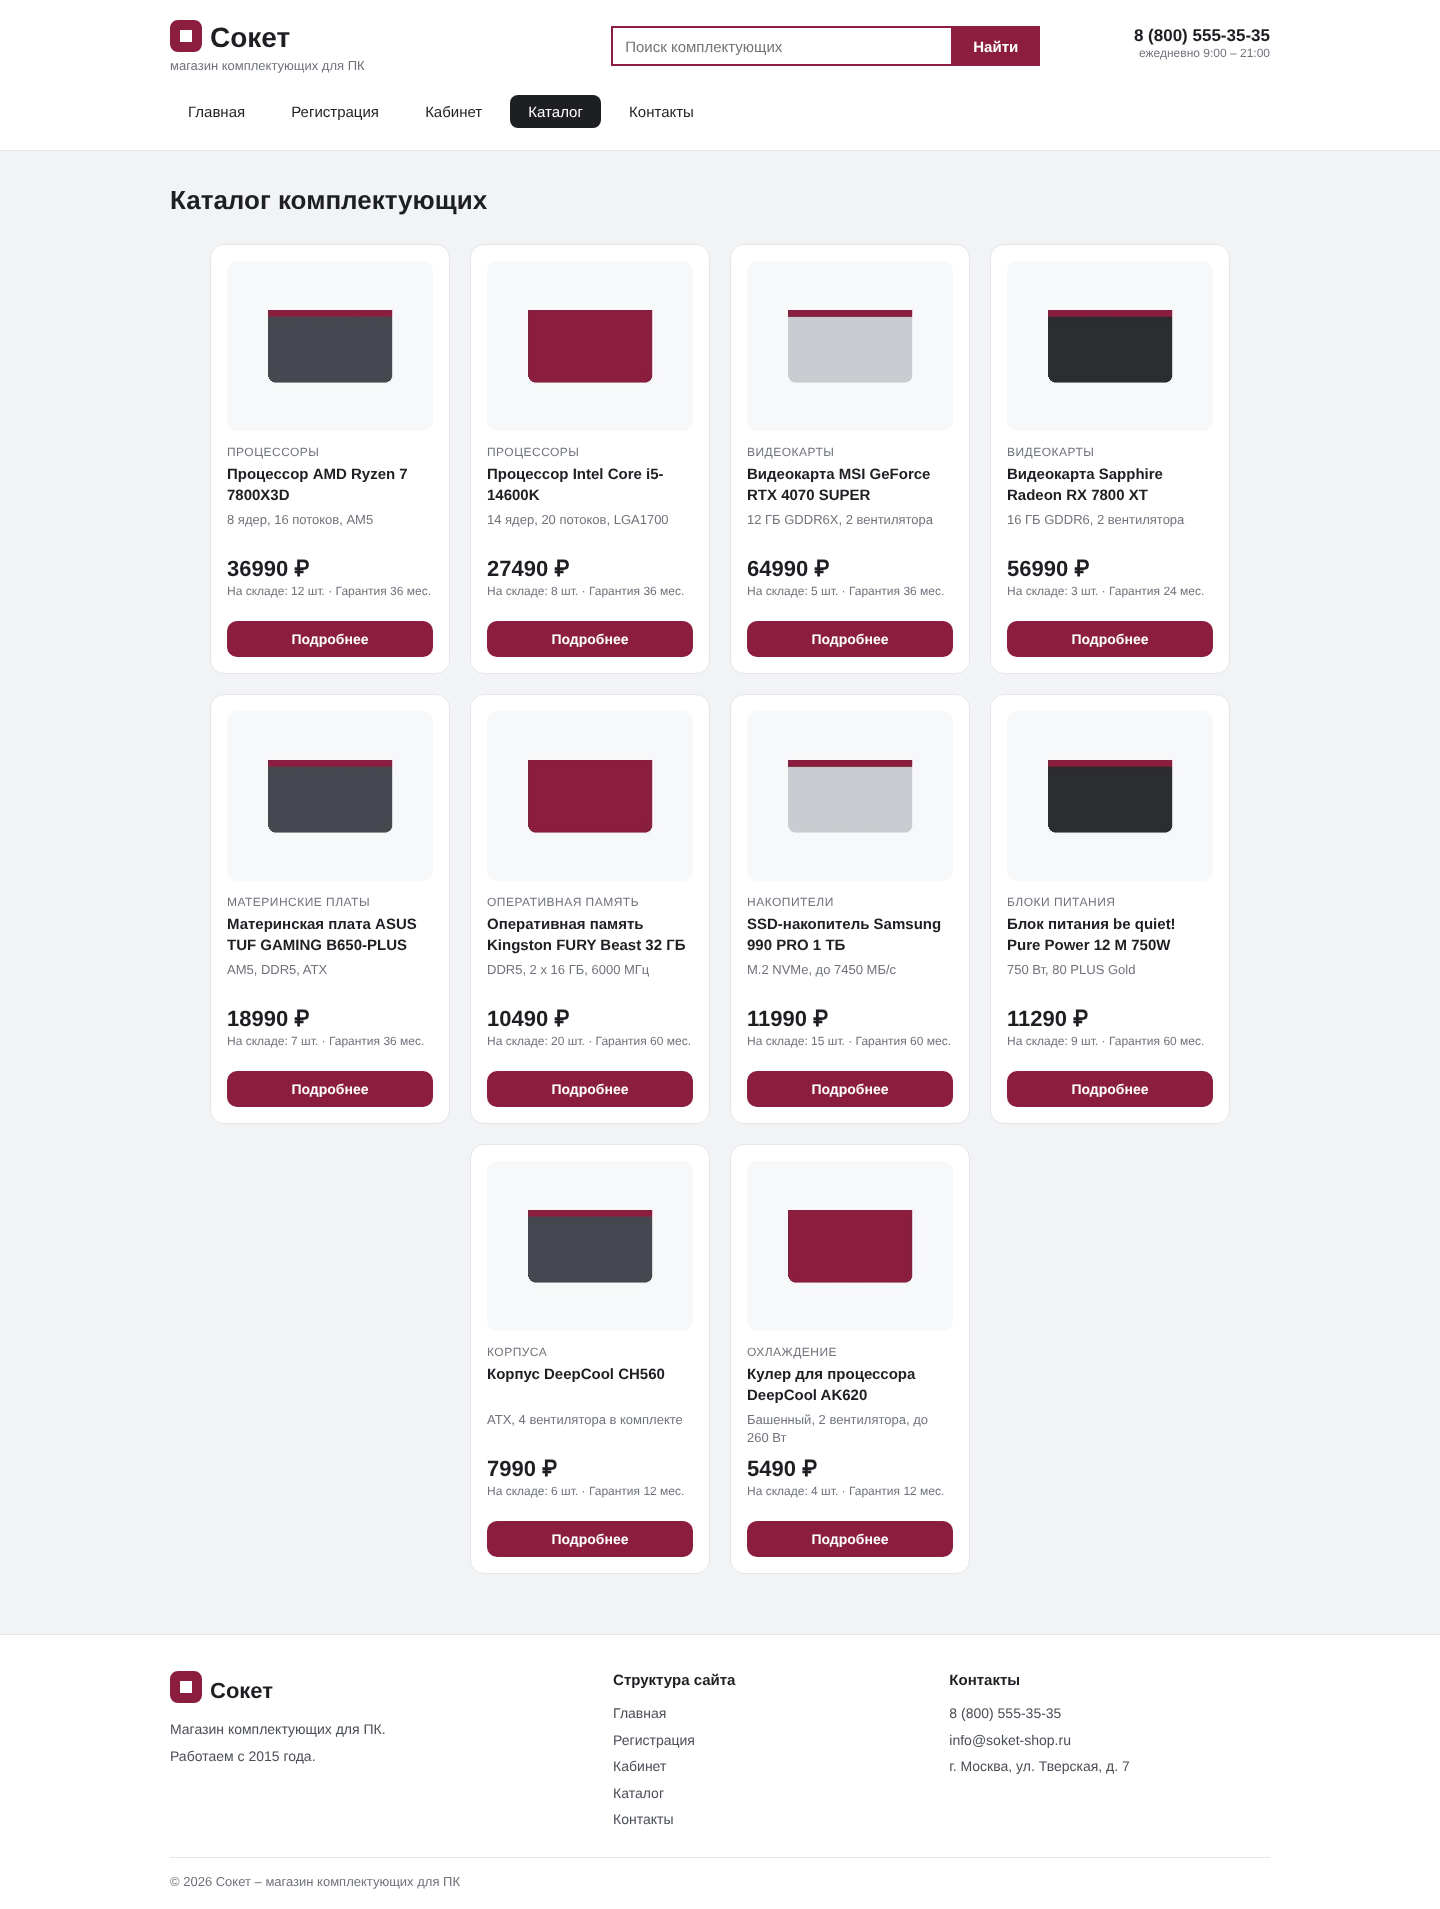 Сокет
магазин комплектующих для ПК
Поиск комплектующих
Найти
8 (800) 555-35-35
ежедневно 9:00 – 21:00
Главная
Регистрация
Кабинет
Каталог
Контакты
Каталог комплектующих
ПРОЦЕССОРЫ
Процессор AMD Ryzen 7
7800X3D
8 ядер, 16 потоков, AM5
36990 ₽
На складе: 12 шт. · Гарантия 36 мес.
Подробнее
ПРОЦЕССОРЫ
Процессор Intel Core i5-
14600K
14 ядер, 20 потоков, LGA1700
27490 ₽
На складе: 8 шт. · Гарантия 36 мес.
Подробнее
ВИДЕОКАРТЫ
Видеокарта MSI GeForce
RTX 4070 SUPER
12 ГБ GDDR6X, 2 вентилятора
64990 ₽
На складе: 5 шт. · Гарантия 36 мес.
Подробнее
ВИДЕОКАРТЫ
Видеокарта Sapphire
Radeon RX 7800 XT
16 ГБ GDDR6, 2 вентилятора
56990 ₽
На складе: 3 шт. · Гарантия 24 мес.
Подробнее
МАТЕРИНСКИЕ ПЛАТЫ
Материнская плата ASUS
TUF GAMING B650-PLUS
AM5, DDR5, ATX
18990 ₽
На складе: 7 шт. · Гарантия 36 мес.
Подробнее
ОПЕРАТИВНАЯ ПАМЯТЬ
Оперативная память
Kingston FURY Beast 32 ГБ
DDR5, 2 x 16 ГБ, 6000 МГц
10490 ₽
На складе: 20 шт. · Гарантия 60 мес.
Подробнее
НАКОПИТЕЛИ
SSD-накопитель Samsung
990 PRO 1 ТБ
M.2 NVMe, до 7450 МБ/с
11990 ₽
На складе: 15 шт. · Гарантия 60 мес.
Подробнее
БЛОКИ ПИТАНИЯ
Блок питания be quiet!
Pure Power 12 M 750W
750 Вт, 80 PLUS Gold
11290 ₽
На складе: 9 шт. · Гарантия 60 мес.
Подробнее
КОРПУСА
Корпус DeepCool CH560
ATX, 4 вентилятора в комплекте
7990 ₽
На складе: 6 шт. · Гарантия 12 мес.
Подробнее
ОХЛАЖДЕНИЕ
Кулер для процессора
DeepCool AK620
Башенный, 2 вентилятора, до
260 Вт
5490 ₽
На складе: 4 шт. · Гарантия 12 мес.
Подробнее
Сокет
Магазин комплектующих для ПК.
Работаем с 2015 года.
Структура сайта
Главная
Регистрация
Кабинет
Каталог
Контакты
Контакты
8 (800) 555-35-35
info@soket-shop.ru
г. Москва, ул. Тверская, д. 7
© 2026 Сокет – магазин комплектующих для ПК